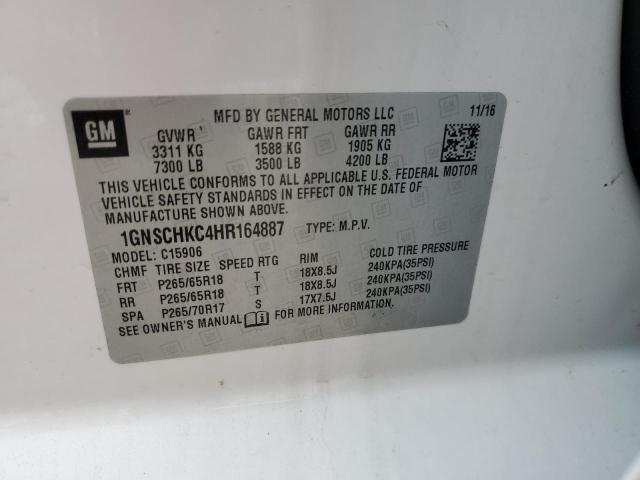 GM
MFD BY GENERAL MOTORS LLC 11/16
GVWR GAWR FRT GAWR RR
3311 KG 1588 KG 1905 KG
7300 LB 3500 LB 4200 LB
THIS VEHICLE CONFORMS TO ALL APPLICABLE U.S. FEDERAL MOTOR
VEHICLE SAFETY STANDARDS IN EFFECT ON THE DATE OF
MANUFACTURE SHOWN ABOVE.
1GNSCHKC4HR164887 TYPE: M.P.V.
MODEL: C15906
CHMF TIRE SIZE SPEED RTG RIM COLD TIRE PRESSURE
FRT P265/65R18 T 18X8.5J 240KPA(35PSI)
RR P265/65R18 T 18X8.5J 240KPA(35PSI)
SPA P265/70R17 S 17X7.5J 240KPA(35PSI)
SEE OWNER'S MANUAL FOR MORE INFORMATION.